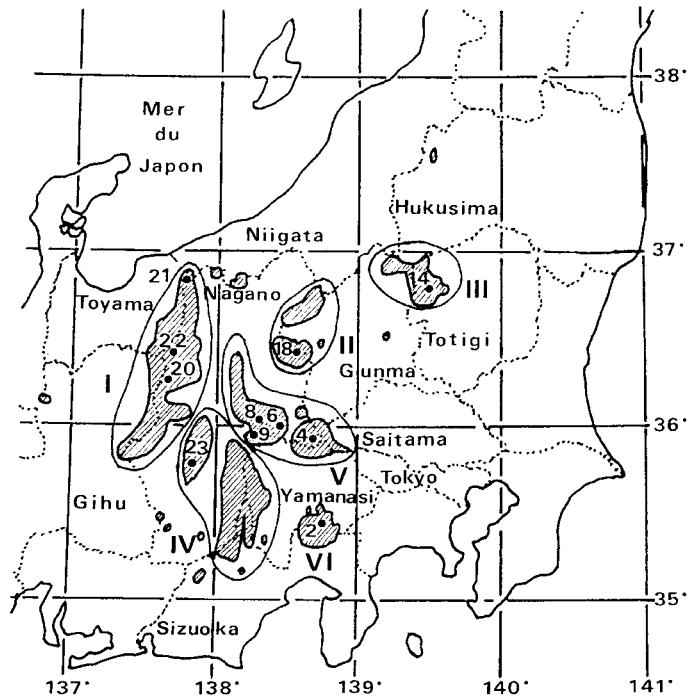 38°
Mer
du
Japon
Hukusima
Niigata
37°
21
Nagano
14
III
Toyama
22
18
II
Totigi
20
Gunma
I
8 6
36°
9
4
Saitama
23
V
Tokyo
Gihu
Yamanasi
2
IV
VI
35°
Sizuoka
137° 138° 139° 140° 141°